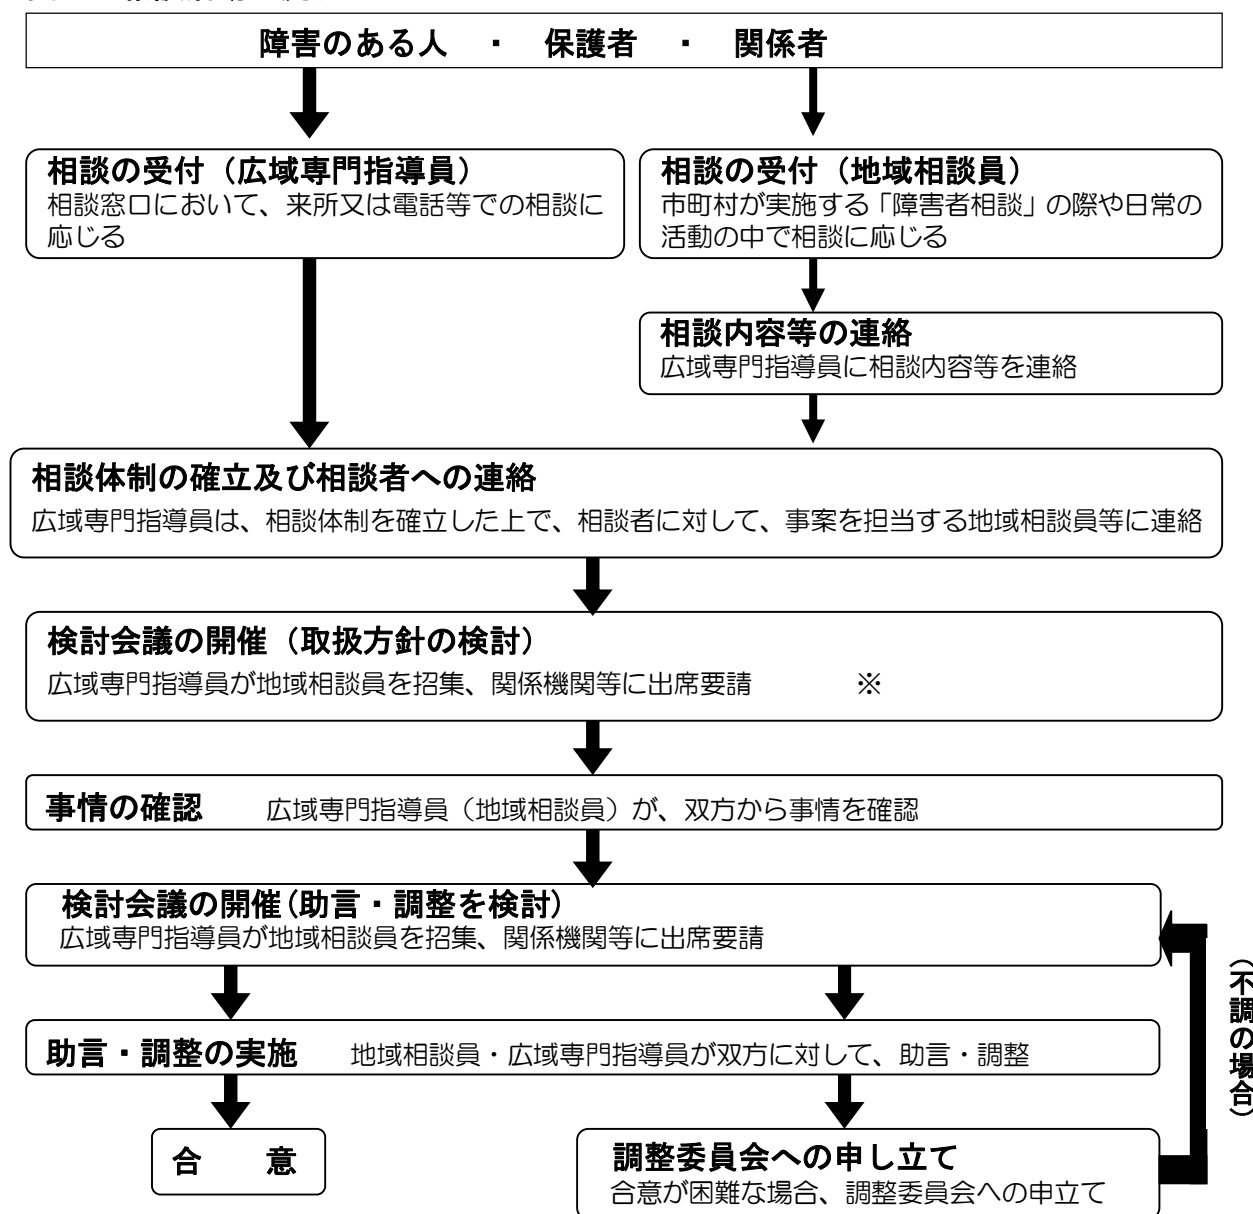 障害のある人 ・ 保護者 ・ 関係者
相談の受付（広域専門指導員）
相談窓口において、来所又は電話等での相談に
応じる
相談の受付（地域相談員）
市町村が実施する「障害者相談」の際や日常の
活動の中で相談に応じる
相談内容等の連絡
広域専門指導員に相談内容等を連絡
相談体制の確立及び相談者への連絡
広域専門指導員は、相談体制を確立した上で、相談者に対して、事案を担当する地域相談員等に連絡
検討会議の開催（取扱方針の検討）
広域専門指導員が地域相談員を招集、関係機関等に出席要請 ※
事情の確認 広域専門指導員（地域相談員）が、双方から事情を確認
検討会議の開催(助言・調整を検討)
広域専門指導員が地域相談員を招集、関係機関等に出席要請
（不調の場合）
助言・調整の実施 地域相談員・広域専門指導員が双方に対して、助言・調整
合 意
調整委員会への申し立て
合意が困難な場合、調整委員会への申立て